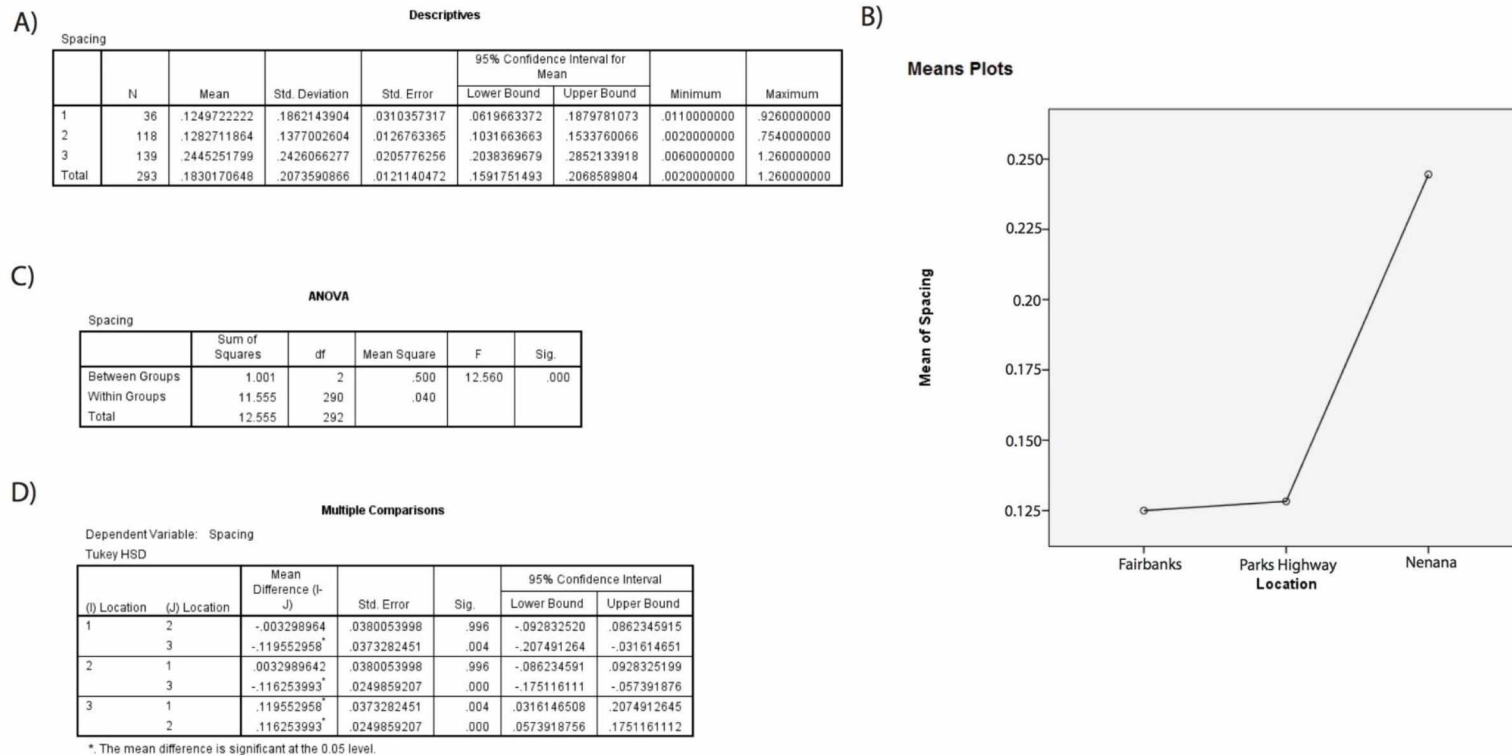 A)
Descriptives
Spacing
N Mean Std. Deviation Std. Error 95% Confidence Interval for Mean Minimum Maximum
Lower Bound Upper Bound
1 36 .1249722222 .1862143904 .0310357317 .0619663372 .1879781073 .0110000000 .9260000000
2 118 .1282711864 .1377002604 .0126763365 .1031663663 .1533760066 .0020000000 .7540000000
3 139 .2445251799 .2426066277 .0205776256 .2038369679 .2852133918 .0060000000 1.260000000
Total 293 .1830170648 .2073590866 .0121140472 .1591751493 .2068589804 .0020000000 1.260000000
B)
Means Plots
Mean of Spacing
0.250
0.225
0.20
0.175
0.150
0.125
Fairbanks Parks Highway Nenana
Location
C)
ANOVA
Spacing
Sum of Squares df Mean Square F Sig.
Between Groups 1.001 2 .500 12.560 .000
Within Groups 11.555 290 .040
Total 12.555 292
D)
Multiple Comparisons
Dependent Variable: Spacing
Tukey HSD
(I) Location (J) Location Mean Difference (I-J) Std. Error Sig. 95% Confidence Interval
Lower Bound Upper Bound
1 2 -.003298964 .0380053998 .996 -.092832520 .0862345915
3 -.119552958* .0373282451 .004 -.207491264 -.031614651
2 1 .0032989642 .0380053998 .996 -.086234591 .0928325199
3 -.116253993* .0249859207 .000 -.175116111 -.057391876
3 1 .119552958* .0373282451 .004 .0316146508 .2074912645
2 .116253993* .0249859207 .000 .0573918756 .1751161112
*. The mean difference is significant at the 0.05 level.